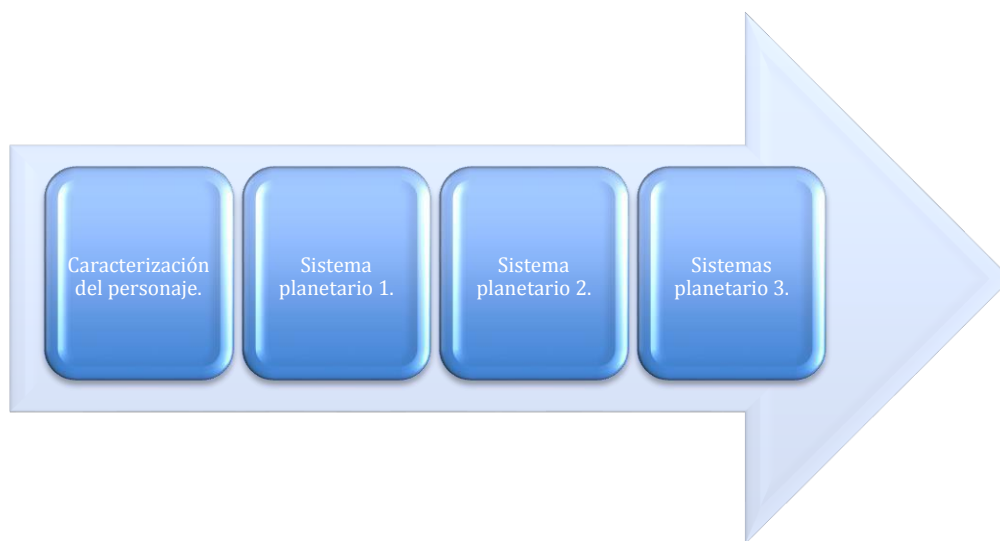 Caracterización
del personaje.
Sistema
planetario 1.
Sistema
planetario 2.
Sistemas
planetario 3.